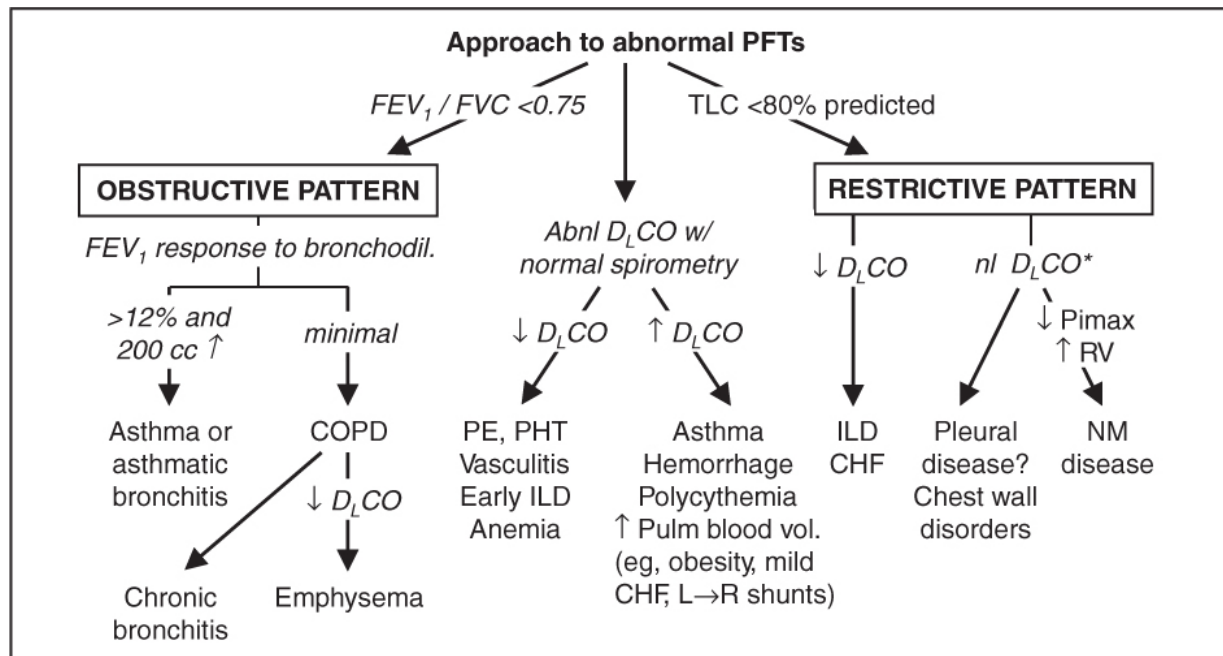 Approach to abnormal PFTs
FEV₁ / FVC <0.75
TLC <80% predicted
OBSTRUCTIVE PATTERN
RESTRICTIVE PATTERN
FEV₁ response to bronchodil.
Abnl DLCO w/
normal spirometry
↓ DLCO
nl DLCO*
>12% and
200 cc ↑
minimal
↓ DLCO
↑ DLCO
↓ Pimax
↑ RV
Asthma or
asthmatic
bronchitis
COPD
↓ DLCO
Chronic
bronchitis
Emphysema
PE, PHT
Vasculitis
Early ILD
Anemia
Asthma
Hemorrhage
Polycythemia
↑ Pulm blood vol.
(eg, obesity, mild
CHF, L→R shunts)
ILD
CHF
Pleural
disease?
Chest wall
disorders
NM
disease